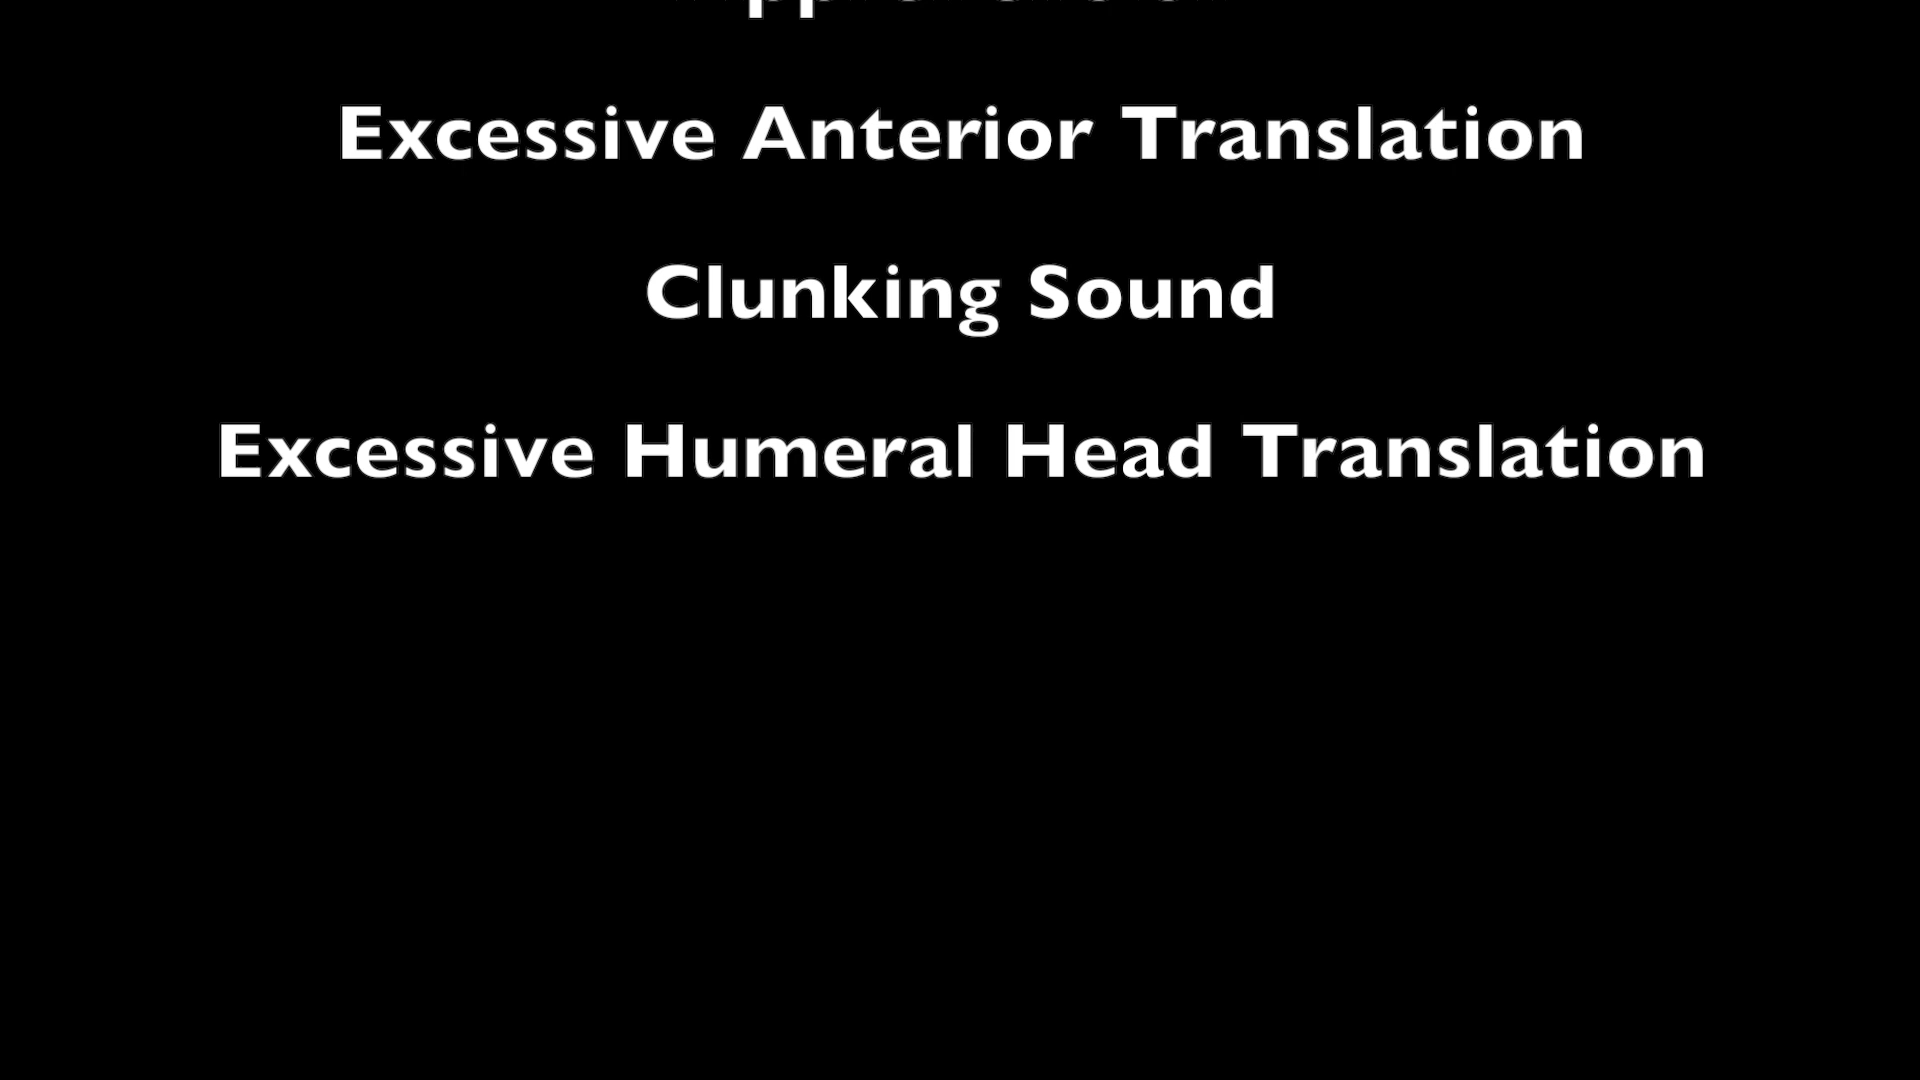 Excessive Anterior Translation
Clunking Sound
Excessive Humeral Head Translation